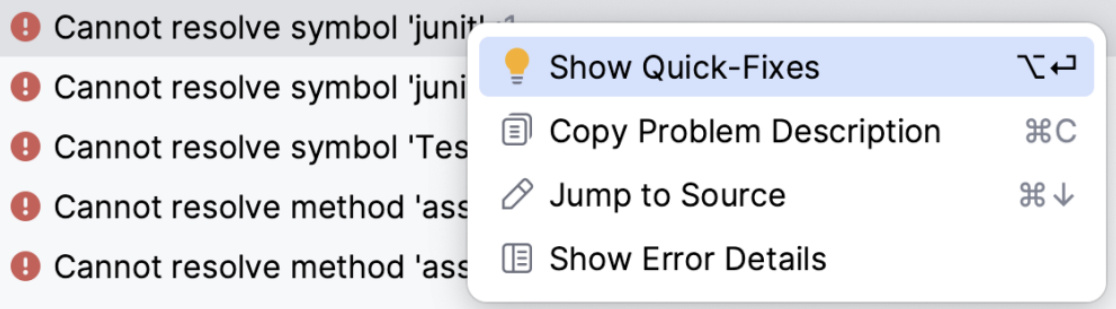 Cannot resolve symbol 'junit' :1
Cannot resolve symbol 'juni
Cannot resolve symbol 'Tes
Cannot resolve method 'ass
Cannot resolve method 'ass
Show Quick-Fixes ⌥⏎
Copy Problem Description ⌘C
Jump to Source ⌘↓
Show Error Details